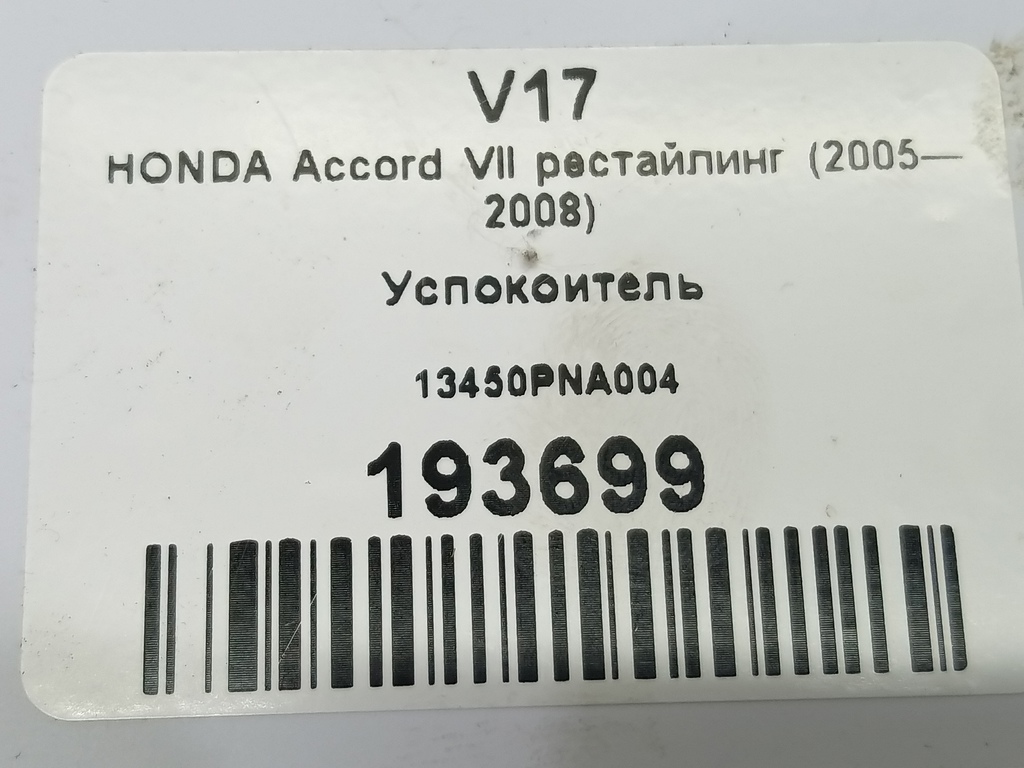 V17
HONDA Accord VII рестайлинг (2005—
2008)
Успокоитель
13450PNA004
193699